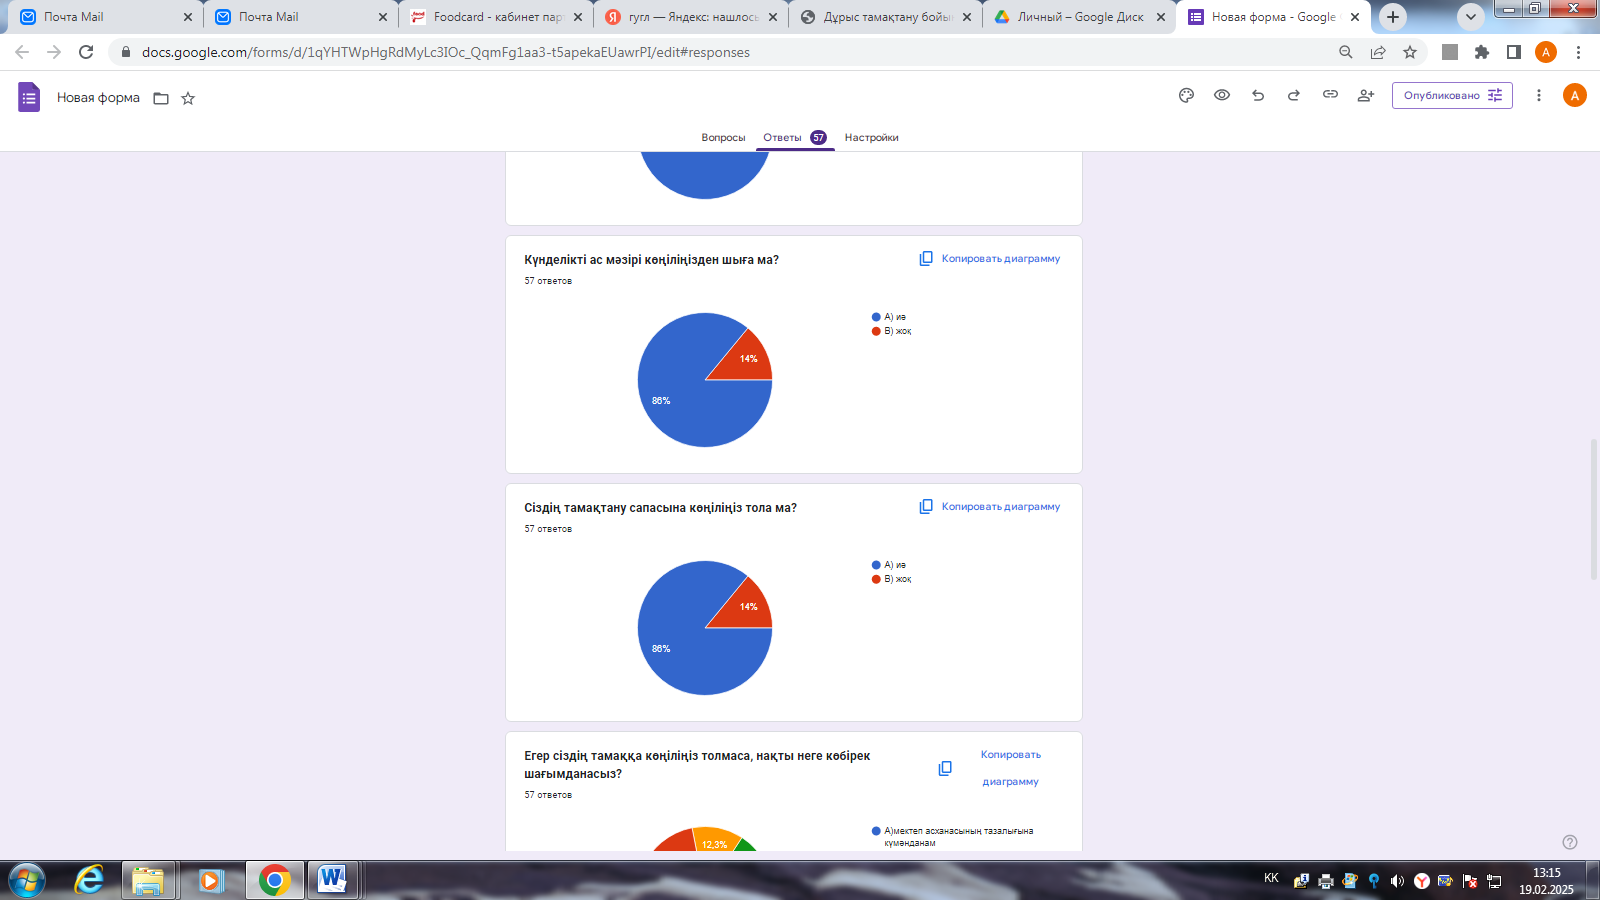 Почта Mail
Почта Mail
Foodcard - кабинет пар
гугл — Яндекс: нашлось
Дұрыс тамақтану бойы
Личный – Google Диск
Новая форма - Google
docs.google.com/forms/d/1qYHTWpHgRdMyLc3IOc_QqmFg1aa3-t5apekaEUawrPI/edit#responses
A
Новая форма
Опубликовано
A
Вопросы
Ответы 57
Настройки
Күнделікті ас мәзірі көңіліңізден шыға ма?
Копировать диаграмму
57 ответов
A) иә
B) жоқ
14%
86%
Сіздің тамақтану сапасына көңіліңіз тола ма?
Копировать диаграмму
57 ответов
A) иә
B) жоқ
14%
86%
Егер сіздің тамаққа көңіліңіз толмаса, нақты неге көбірек
шағымданасыз?
Копировать
диаграмму
57 ответов
12,3%
A)мектеп асханасының тазалығына
күмәнданам
KK
13:15
19.02.2025